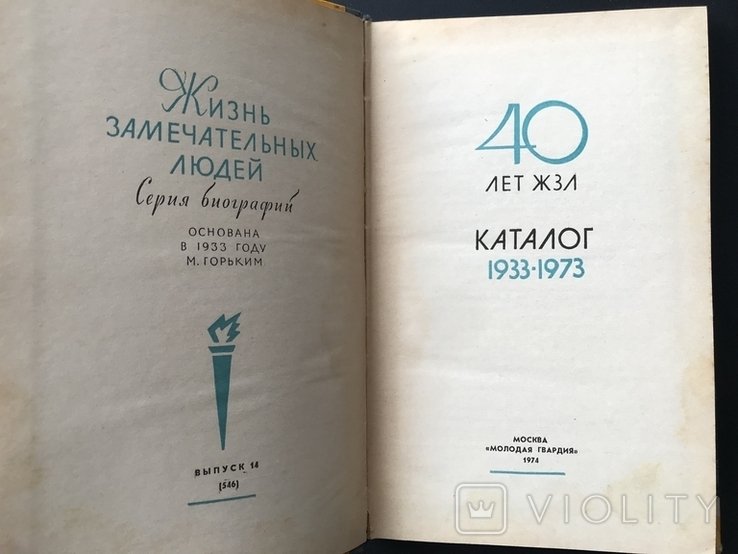 Жизнь
ЗАМЕЧАТЕЛЬНЫХ
ЛЮДЕЙ
Серия биографий
ОСНОВАНА
В 1933 ГОДУ
М. ГОРЬКИМ
ВЫПУСК 14
(546)
40
ЛЕТ ЖЗЛ
КАТАЛОГ
1933·1973
МОСКВА
«МОЛОДАЯ ГВАРДИЯ»
1974
VIOLITY